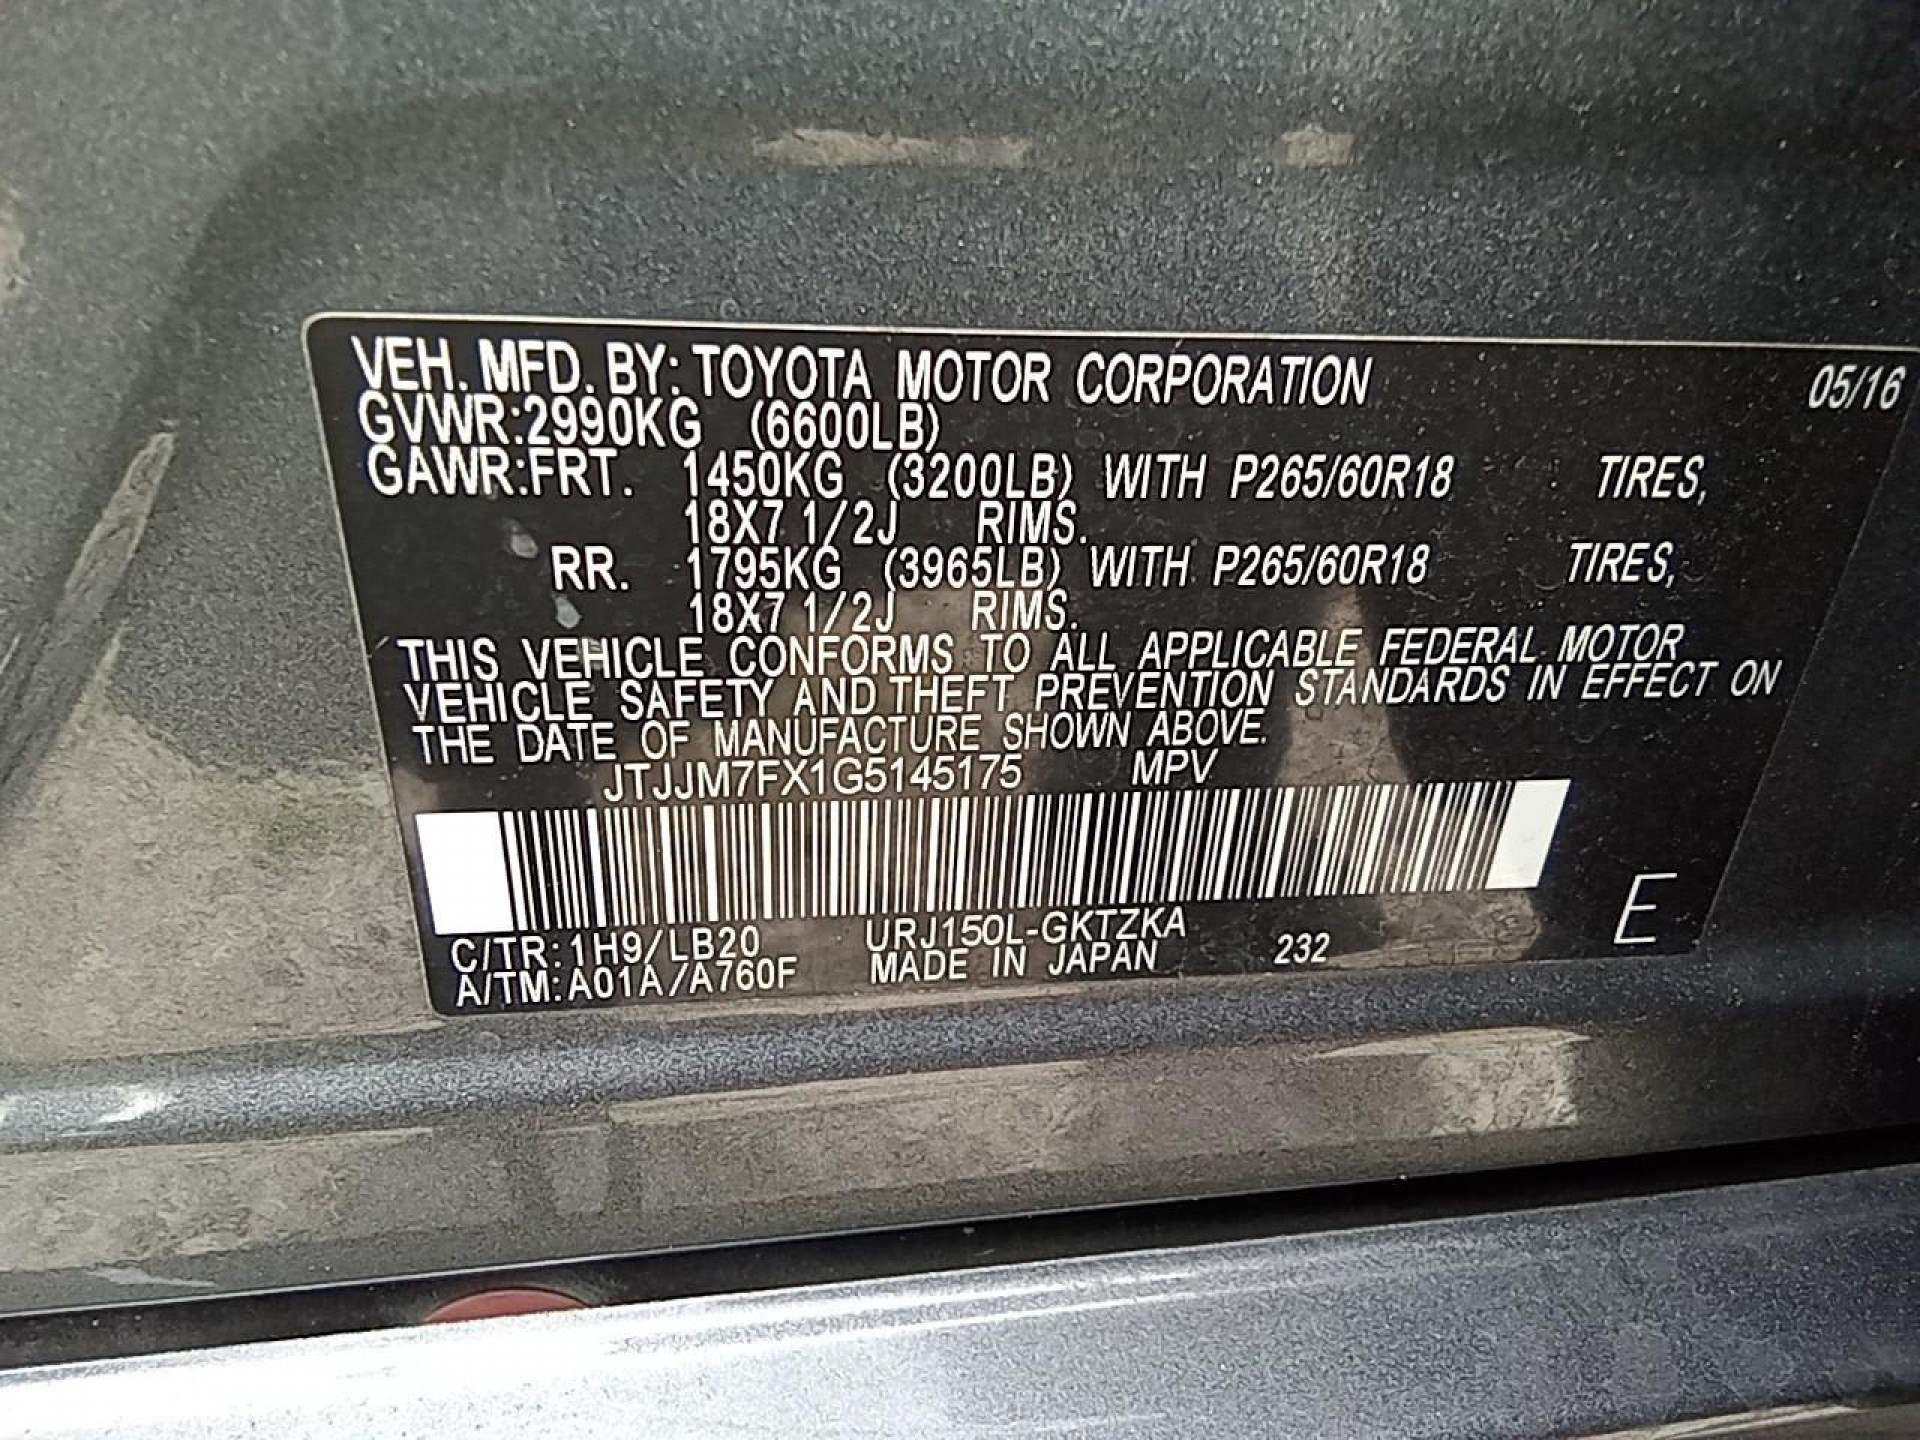 VEH. MFD. BY: TOYOTA MOTOR CORPORATION 05/16
GVWR:2990KG (6600LB)
GAWR:FRT. 1450KG (3200LB) WITH P265/60R18 TIRES,
18X7 1/2J RIMS.
RR. 1795KG (3965LB) WITH P265/60R18 TIRES,
18X7 1/2J RIMS.
THIS VEHICLE CONFORMS TO ALL APPLICABLE FEDERAL MOTOR
VEHICLE SAFETY AND THEFT PREVENTION STANDARDS IN EFFECT ON
THE DATE OF MANUFACTURE SHOWN ABOVE.
JTJJM7FX1G5145175 MPV
C/TR:1H9/LB20 URJ150L-GKTZKA
A/TM:A01A/A760F MADE IN JAPAN 232 E